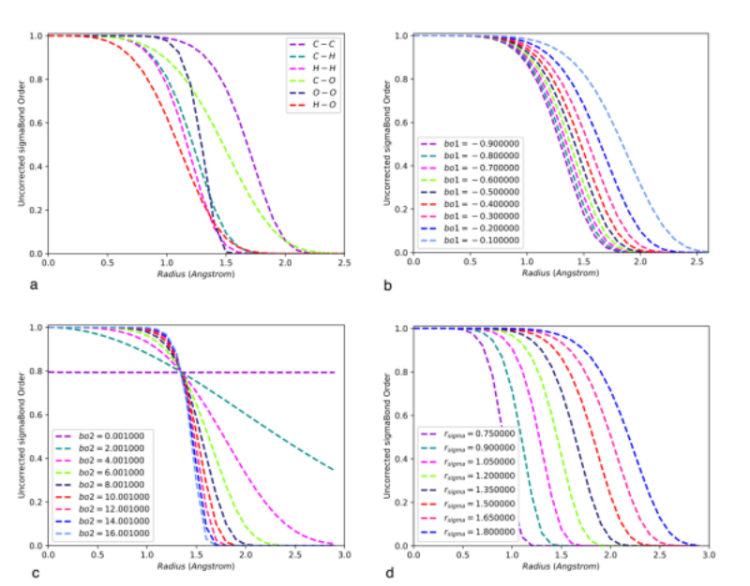 1.0
0.8
0.6
0.4
0.2
0.0
Uncorrected sigmaBond Order
C − C
C − H
H − H
C − O
O − O
H − O
0.0 0.5 1.0 1.5 2.0 2.5
Radius (Angstrom)
a
1.0
0.8
0.6
0.4
0.2
0.0
Uncorrected sigmaBond Order
bo1 = − 0.900000
bo1 = − 0.800000
bo1 = − 0.700000
bo1 = − 0.600000
bo1 = − 0.500000
bo1 = − 0.400000
bo1 = − 0.300000
bo1 = − 0.200000
bo1 = − 0.100000
0.0 0.5 1.0 1.5 2.0 2.5
Radius (Angstrom)
b
1.0
0.8
0.6
0.4
0.2
0.0
Uncorrected sigmaBond Order
bo2 = 0.001000
bo2 = 2.001000
bo2 = 4.001000
bo2 = 6.001000
bo2 = 8.001000
bo2 = 10.001000
bo2 = 12.001000
bo2 = 14.001000
bo2 = 16.001000
0.0 0.5 1.0 1.5 2.0 2.5 3.0
Radius (Angstrom)
c
1.0
0.8
0.6
0.4
0.2
0.0
Uncorrected sigmaBond Order
rsigma = 0.750000
rsigma = 0.900000
rsigma = 1.050000
rsigma = 1.200000
rsigma = 1.350000
rsigma = 1.500000
rsigma = 1.650000
rsigma = 1.800000
0.0 0.5 1.0 1.5 2.0 2.5 3.0
Radius (Angstrom)
d